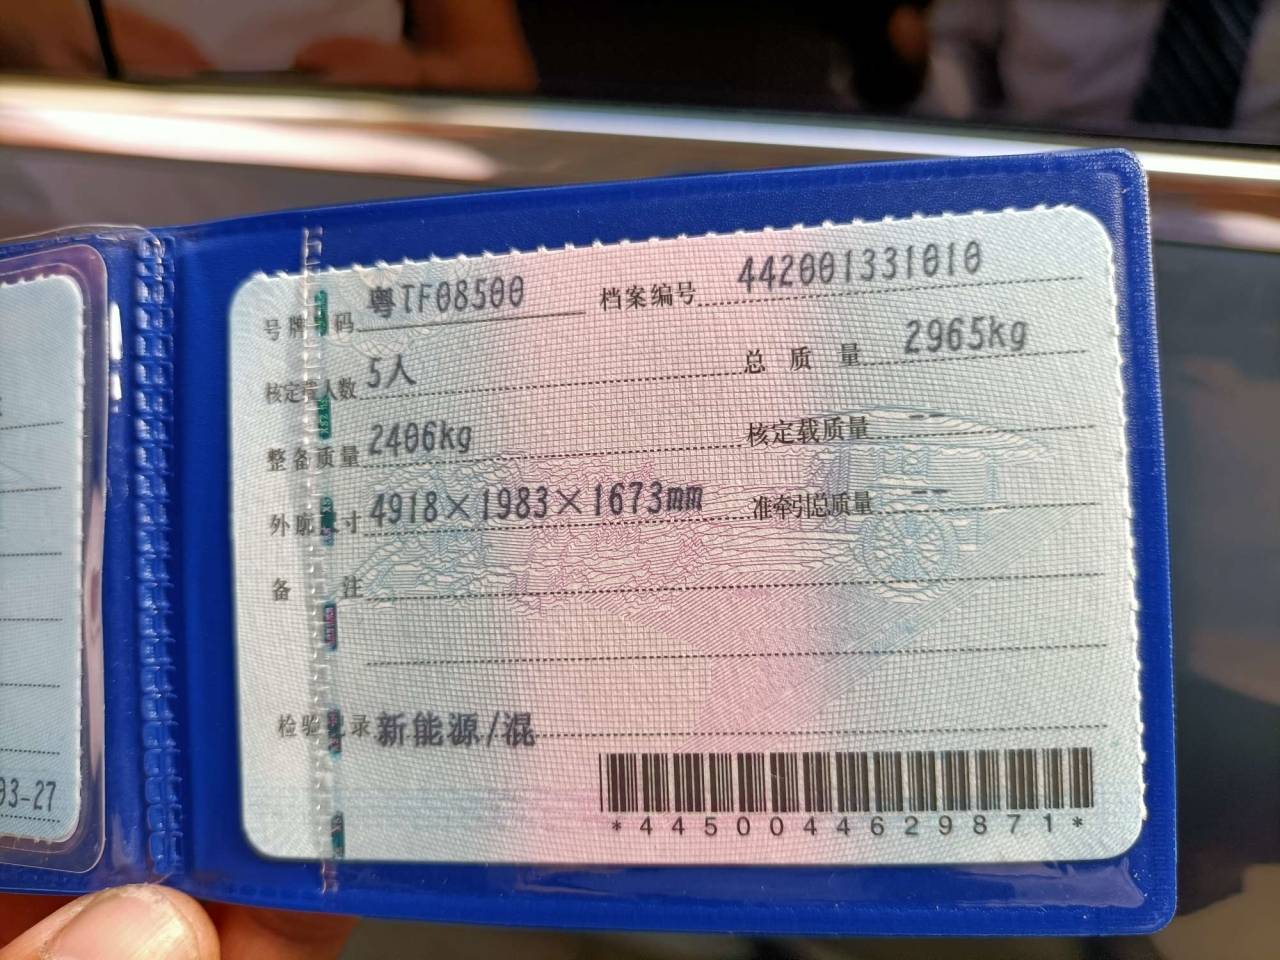 号牌号码 粤TF08500 档案编号 442001331010
核定载人数 5人 总质量 2965kg
整备质量 2406kg 核定载质量 --
外廓尺寸 4918×1983×1673mm 准牵引总质量 --
备注
检验记录 新能源/混
*4450044629871*
03-27